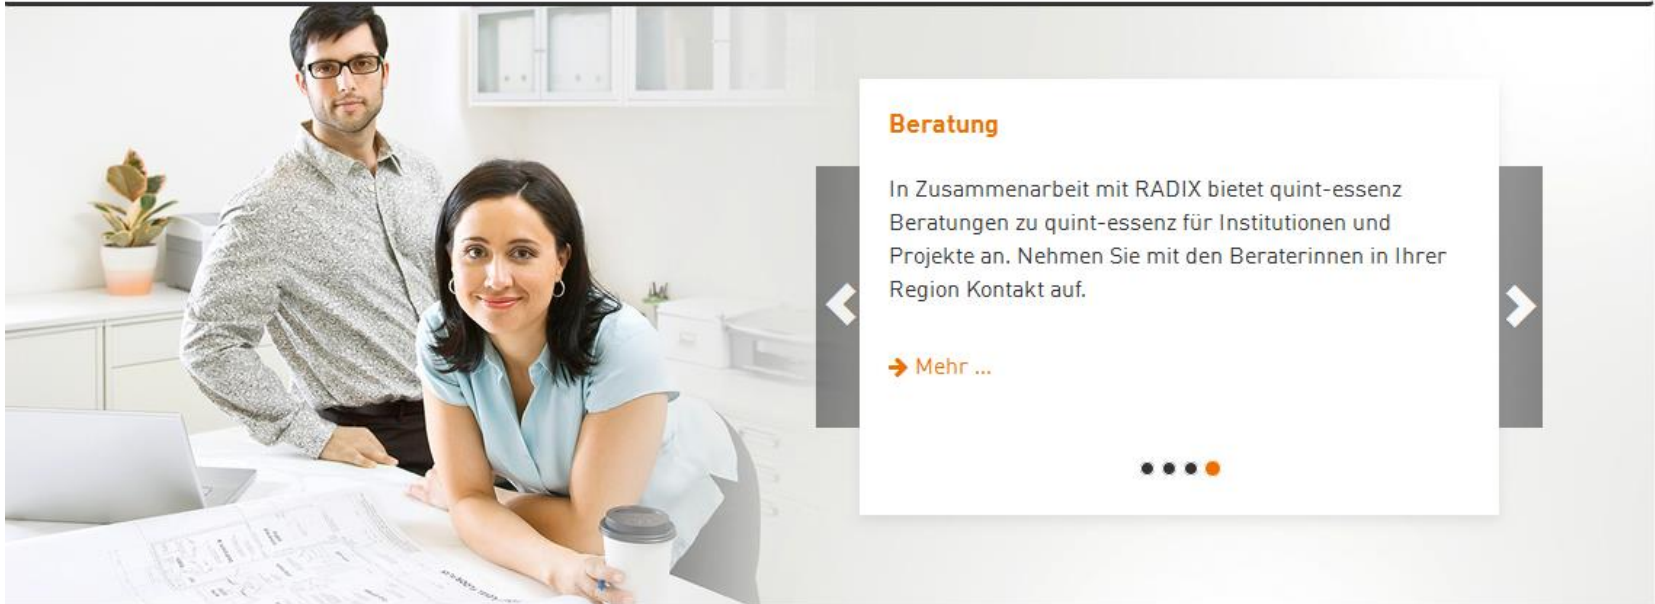 Beratung
In Zusammenarbeit mit RADIX bietet quint-essenz
Beratungen zu quint-essenz für Institutionen und
Projekte an. Nehmen Sie mit den Beraterinnen in Ihrer
Region Kontakt auf.
Mehr ...